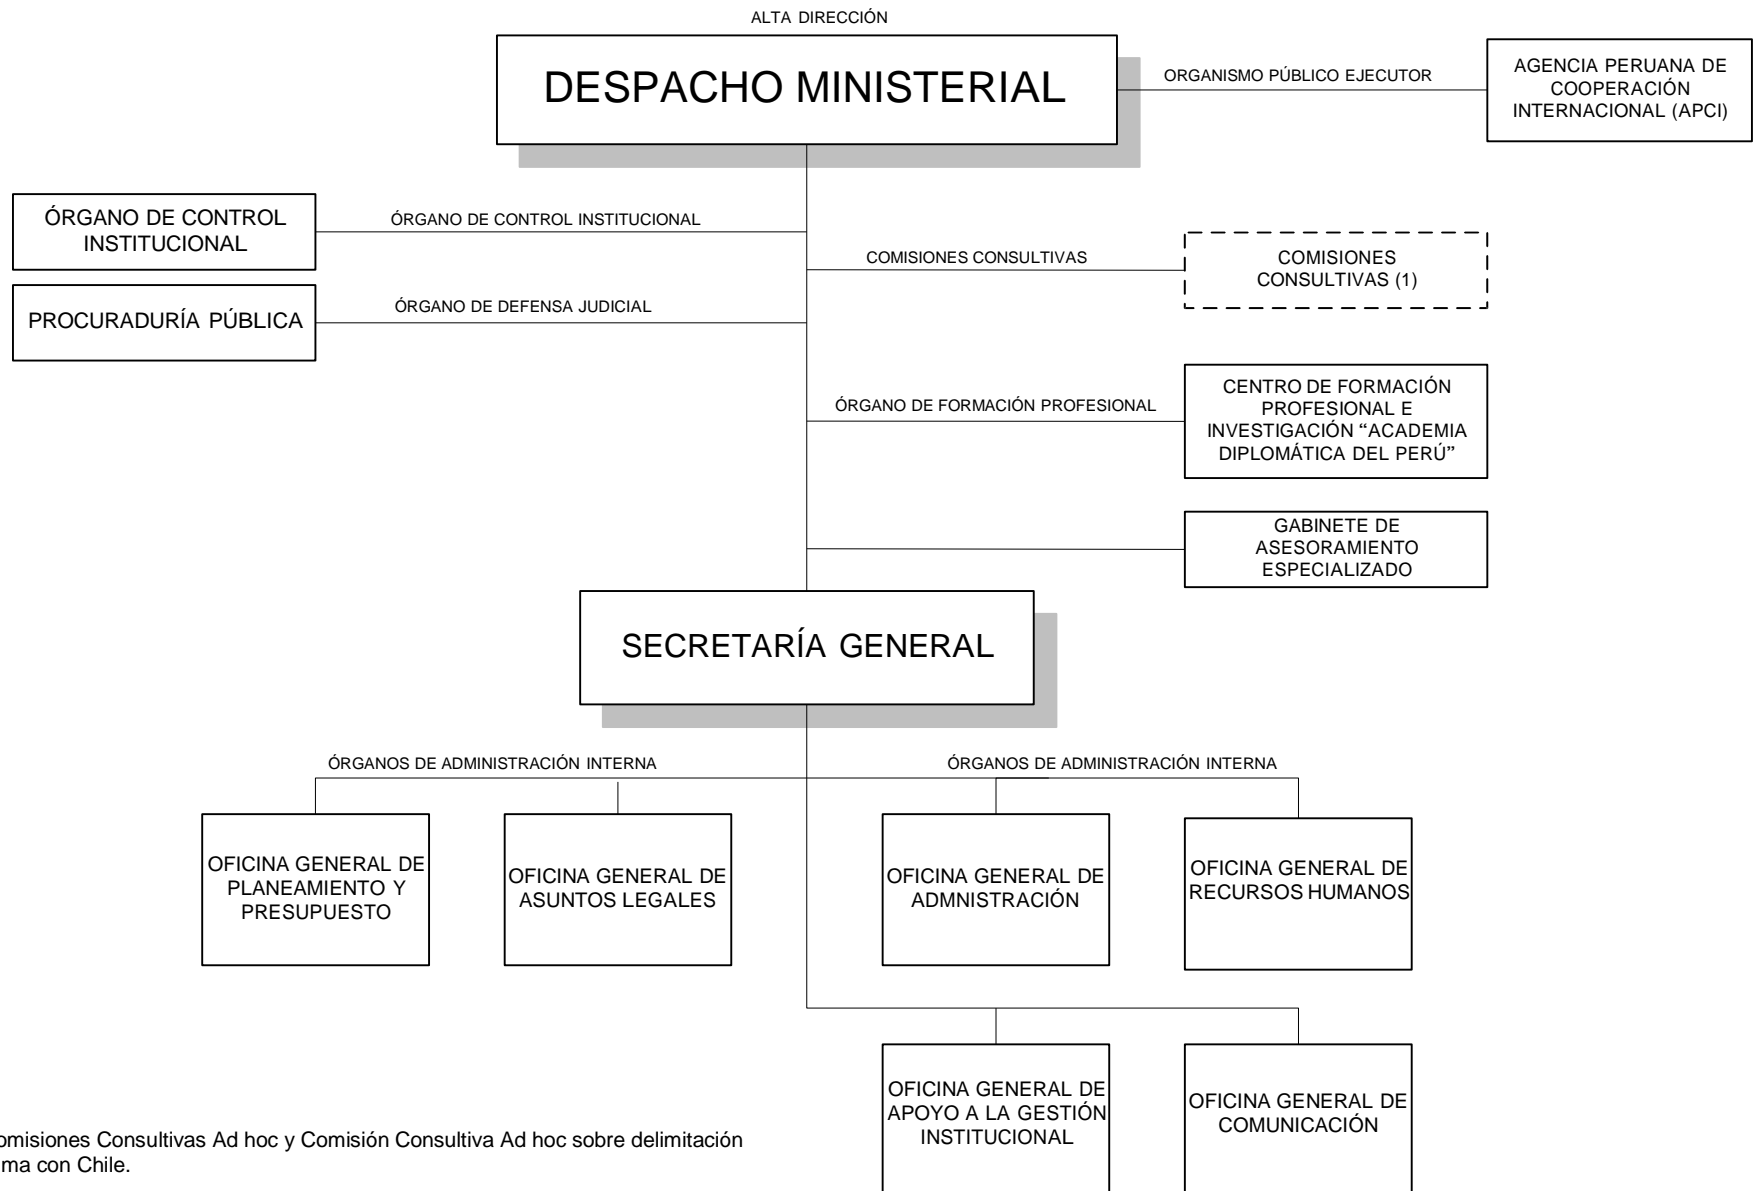 ALTA DIRECCIÓN
DESPACHO MINISTERIAL
ORGANISMO PÚBLICO EJECUTOR
AGENCIA PERUANA DE
COOPERACIÓN
INTERNACIONAL (APCI)
ÓRGANO DE CONTROL
INSTITUCIONAL
ÓRGANO DE CONTROL INSTITUCIONAL
COMISIONES CONSULTIVAS
COMISIONES
CONSULTIVAS (1)
PROCURADURÍA PÚBLICA
ÓRGANO DE DEFENSA JUDICIAL
ÓRGANO DE FORMACIÓN PROFESIONAL
CENTRO DE FORMACIÓN
PROFESIONAL E
INVESTIGACIÓN “ACADEMIA
DIPLOMÁTICA DEL PERÚ”
GABINETE DE
ASESORAMIENTO
ESPECIALIZADO
SECRETARÍA GENERAL
ÓRGANOS DE ADMINISTRACIÓN INTERNA
ÓRGANOS DE ADMINISTRACIÓN INTERNA
OFICINA GENERAL DE
PLANEAMIENTO Y
PRESUPUESTO
OFICINA GENERAL DE
ASUNTOS LEGALES
OFICINA GENERAL DE
ADMNISTRACIÓN
OFICINA GENERAL DE
RECURSOS HUMANOS
OFICINA GENERAL DE
APOYO A LA GESTIÓN
INSTITUCIONAL
OFICINA GENERAL DE
COMUNICACIÓN
omisiones Consultivas Ad hoc y Comisión Consultiva Ad hoc sobre delimitación
ma con Chile.